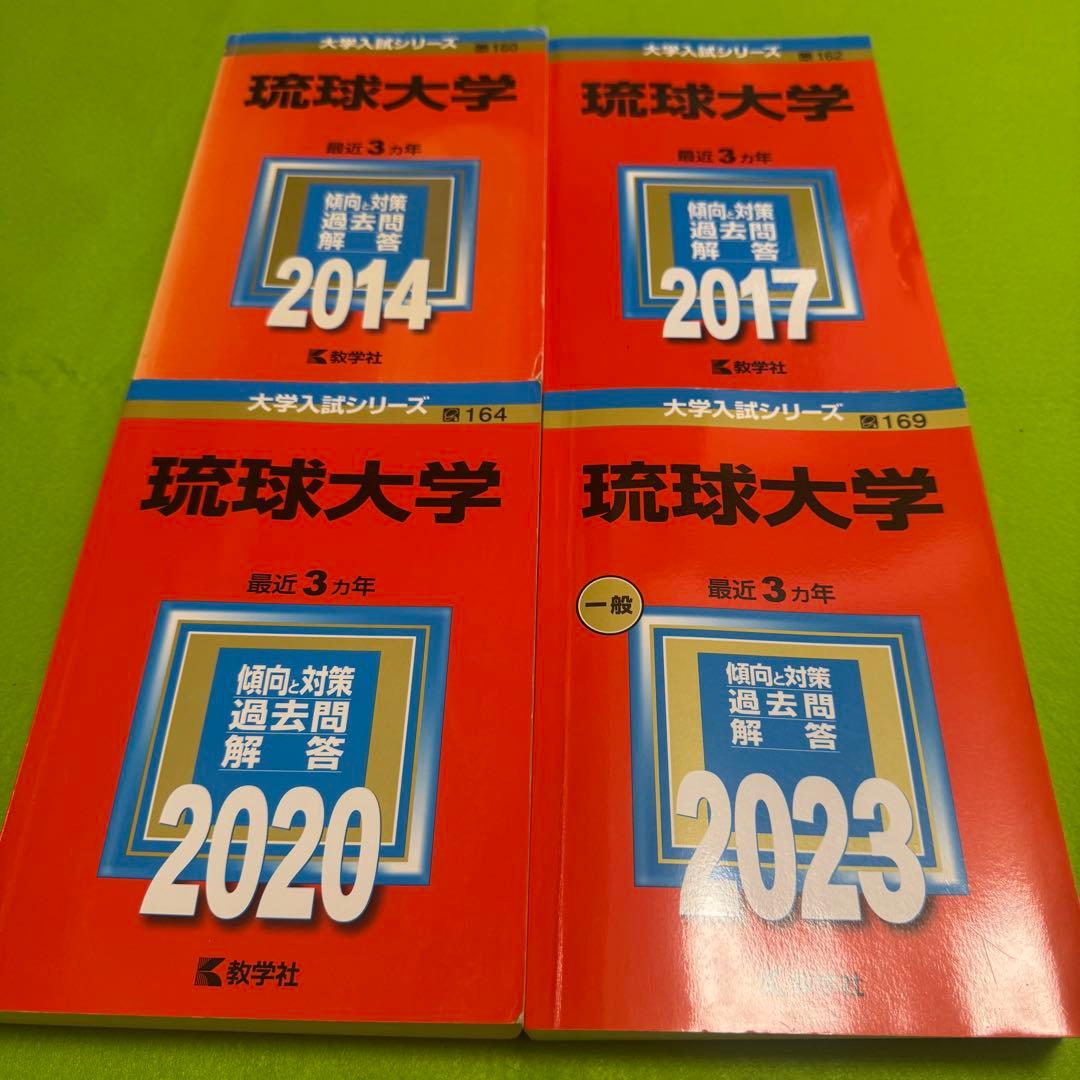 大学入試シリーズ
160
琉球大学
最近3カ年
傾向と対策
過去問
解答
2014
教学社
大学入試シリーズ
162
琉球大学
最近3カ年
傾向と対策
過去問
解答
2017
教学社
大学入試シリーズ
164
琉球大学
最近3カ年
傾向と対策
過去問
解答
2020
教学社
大学入試シリーズ
169
琉球大学
一般
最近3カ年
傾向と対策
過去問
解答
2023
教学社